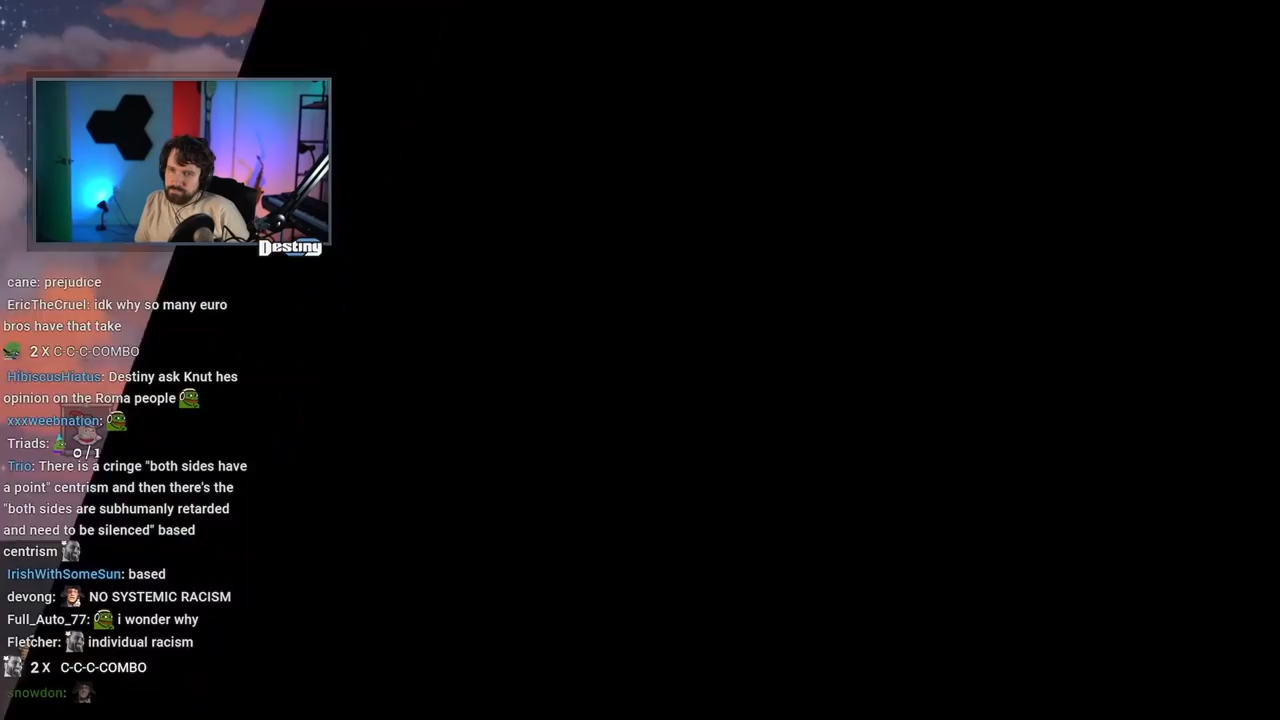 Destiny
cane: prejudice
EricTheCruel: idk why so many euro
bros have that take
2 X C-C-C-COMBO
HibiscusHiatus: Destiny ask Knut hes
opinion on the Roma people
xxxweebnation:
Triads:
0 / 1
Trio: There is a cringe "both sides have
a point" centrism and then there's the
"both sides are subhumanly retarded
and need to be silenced" based
centrism
IrishWithSomeSun: based
devong: NO SYSTEMIC RACISM
Full_Auto_77: i wonder why
Fletcher: individual racism
2 X C-C-C-COMBO
snowdon: